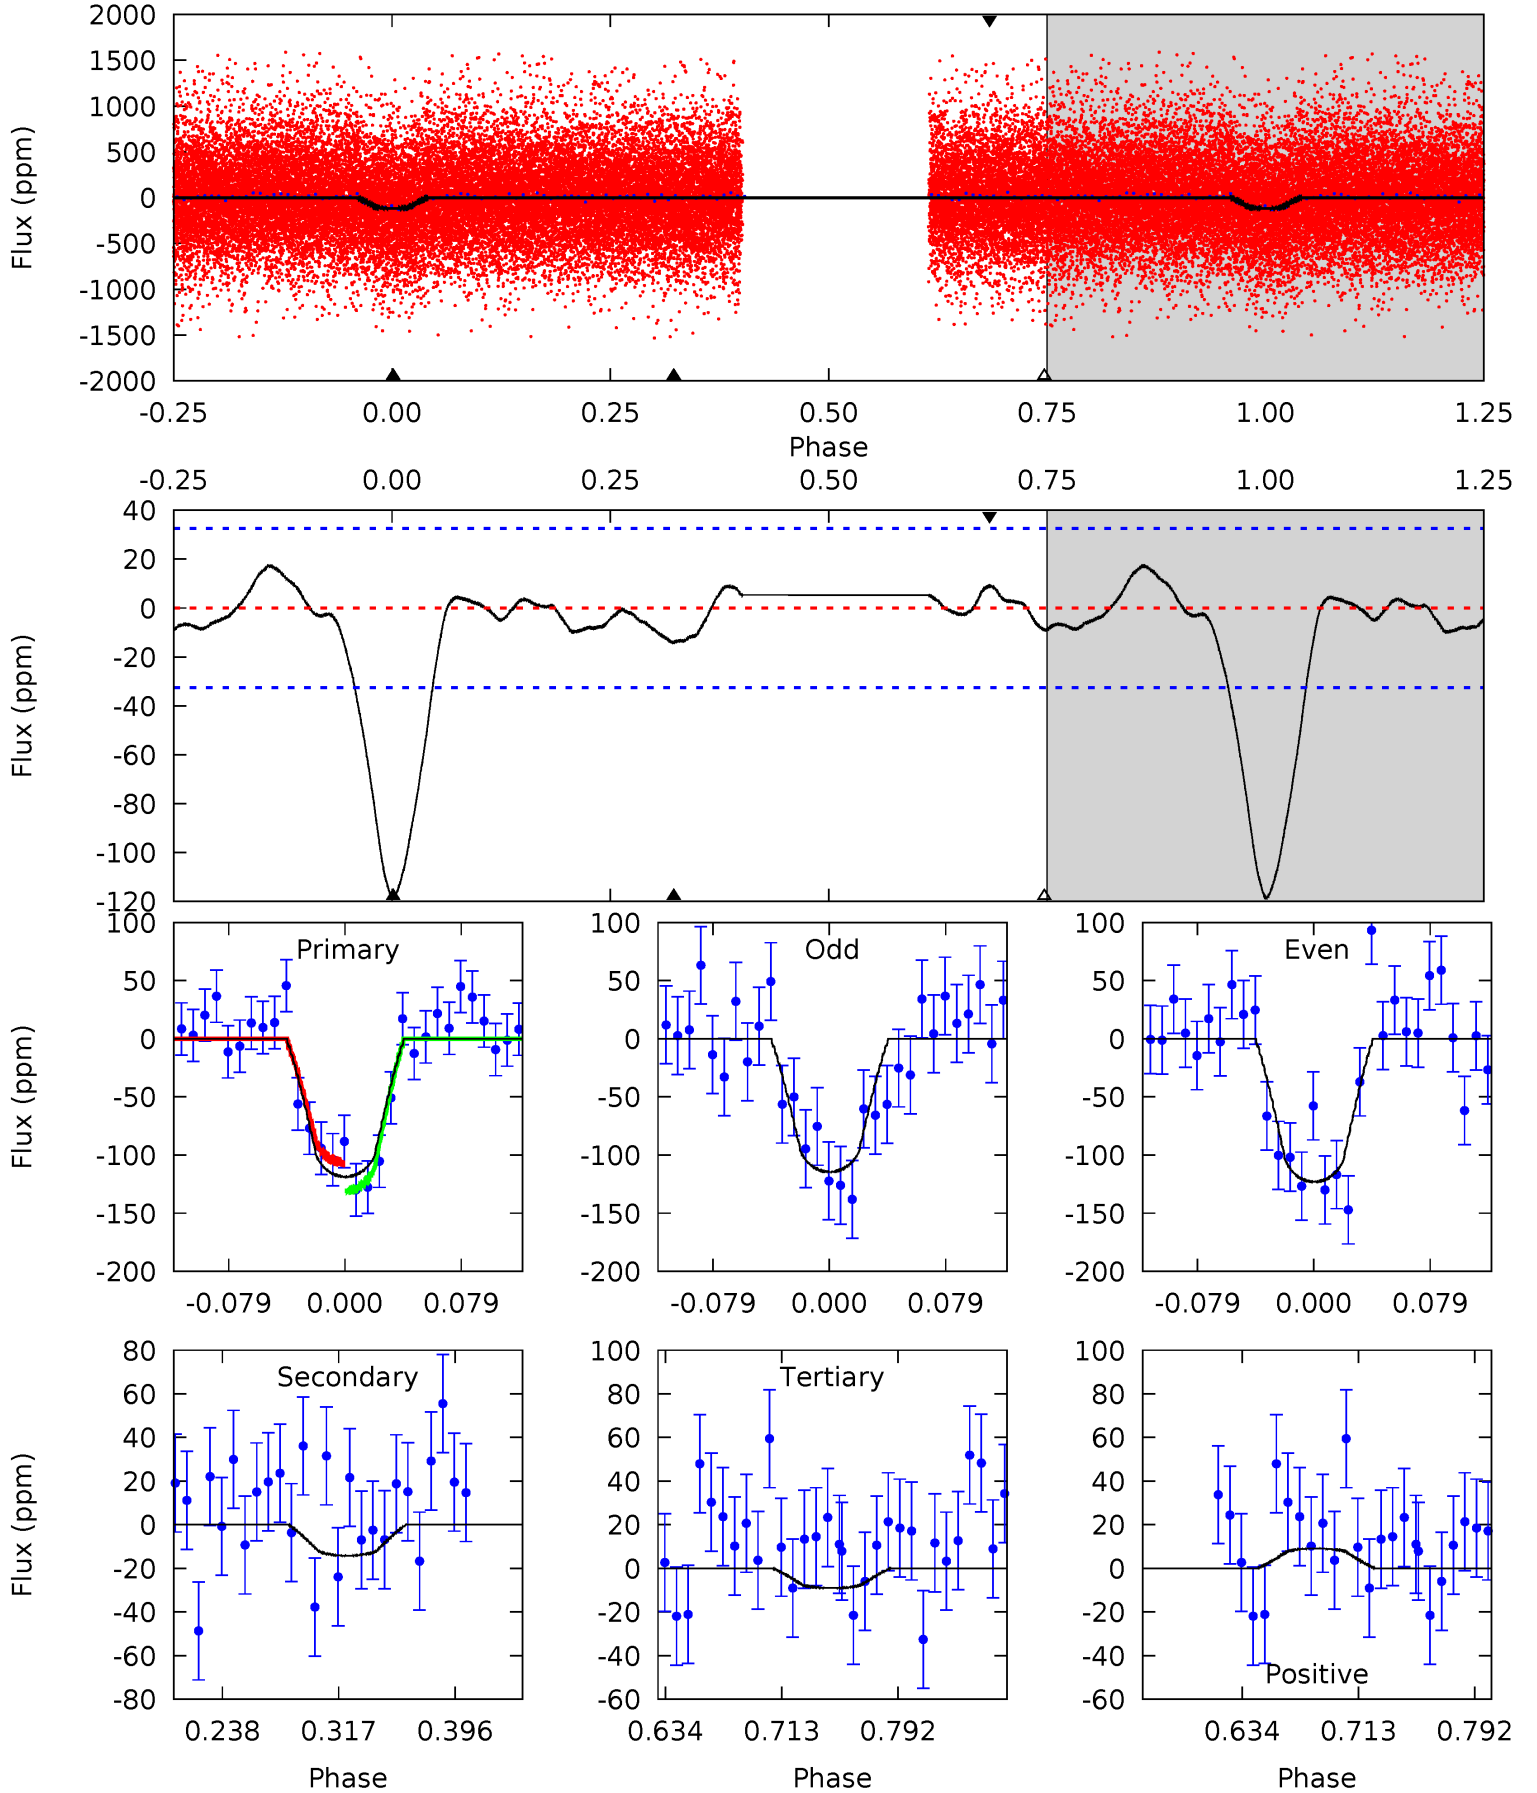 2000
1500
1000
500
0
-500
-1000
-1500
-2000
Flux (ppm)
-0.25 0.00 0.25 0.50 0.75 1.00 1.25
Phase
-0.25 0.00 0.25 0.50 0.75 1.00 1.25
40
20
0
-20
-40
-60
-80
-100
-120
Flux (ppm)
Primary Odd Even
100 100 100
50 50 50
0 0 0
-50 -50 -50
-100 -100 -100
-150 -150 -150
-200 -200 -200
Flux (ppm)
-0.079 0.000 0.079 -0.079 0.000 0.079 -0.079 0.000 0.079
Secondary Tertiary
80 100 100
60 80 80
40 60 60
20 40 40
0 20 20
-20 0 0
-40 -20 -20
-60 -40 -40
-80 -60 -60
Positive
Flux (ppm)
0.238 0.317 0.396 0.634 0.713 0.792 0.634 0.713 0.792
Phase Phase Phase